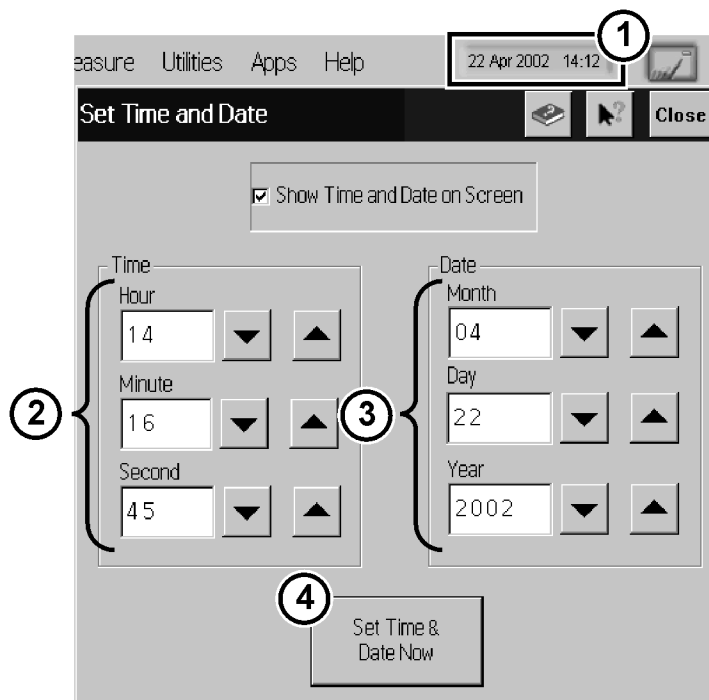 1
easure Utilities Apps Help 22 Apr 2002 14:12
Set Time and Date ? Close
Show Time and Date on Screen
Time Date
Hour Month
14 04
Minute Day
2 16 3 22
Second Year
45 2002
4
Set Time &
Date Now